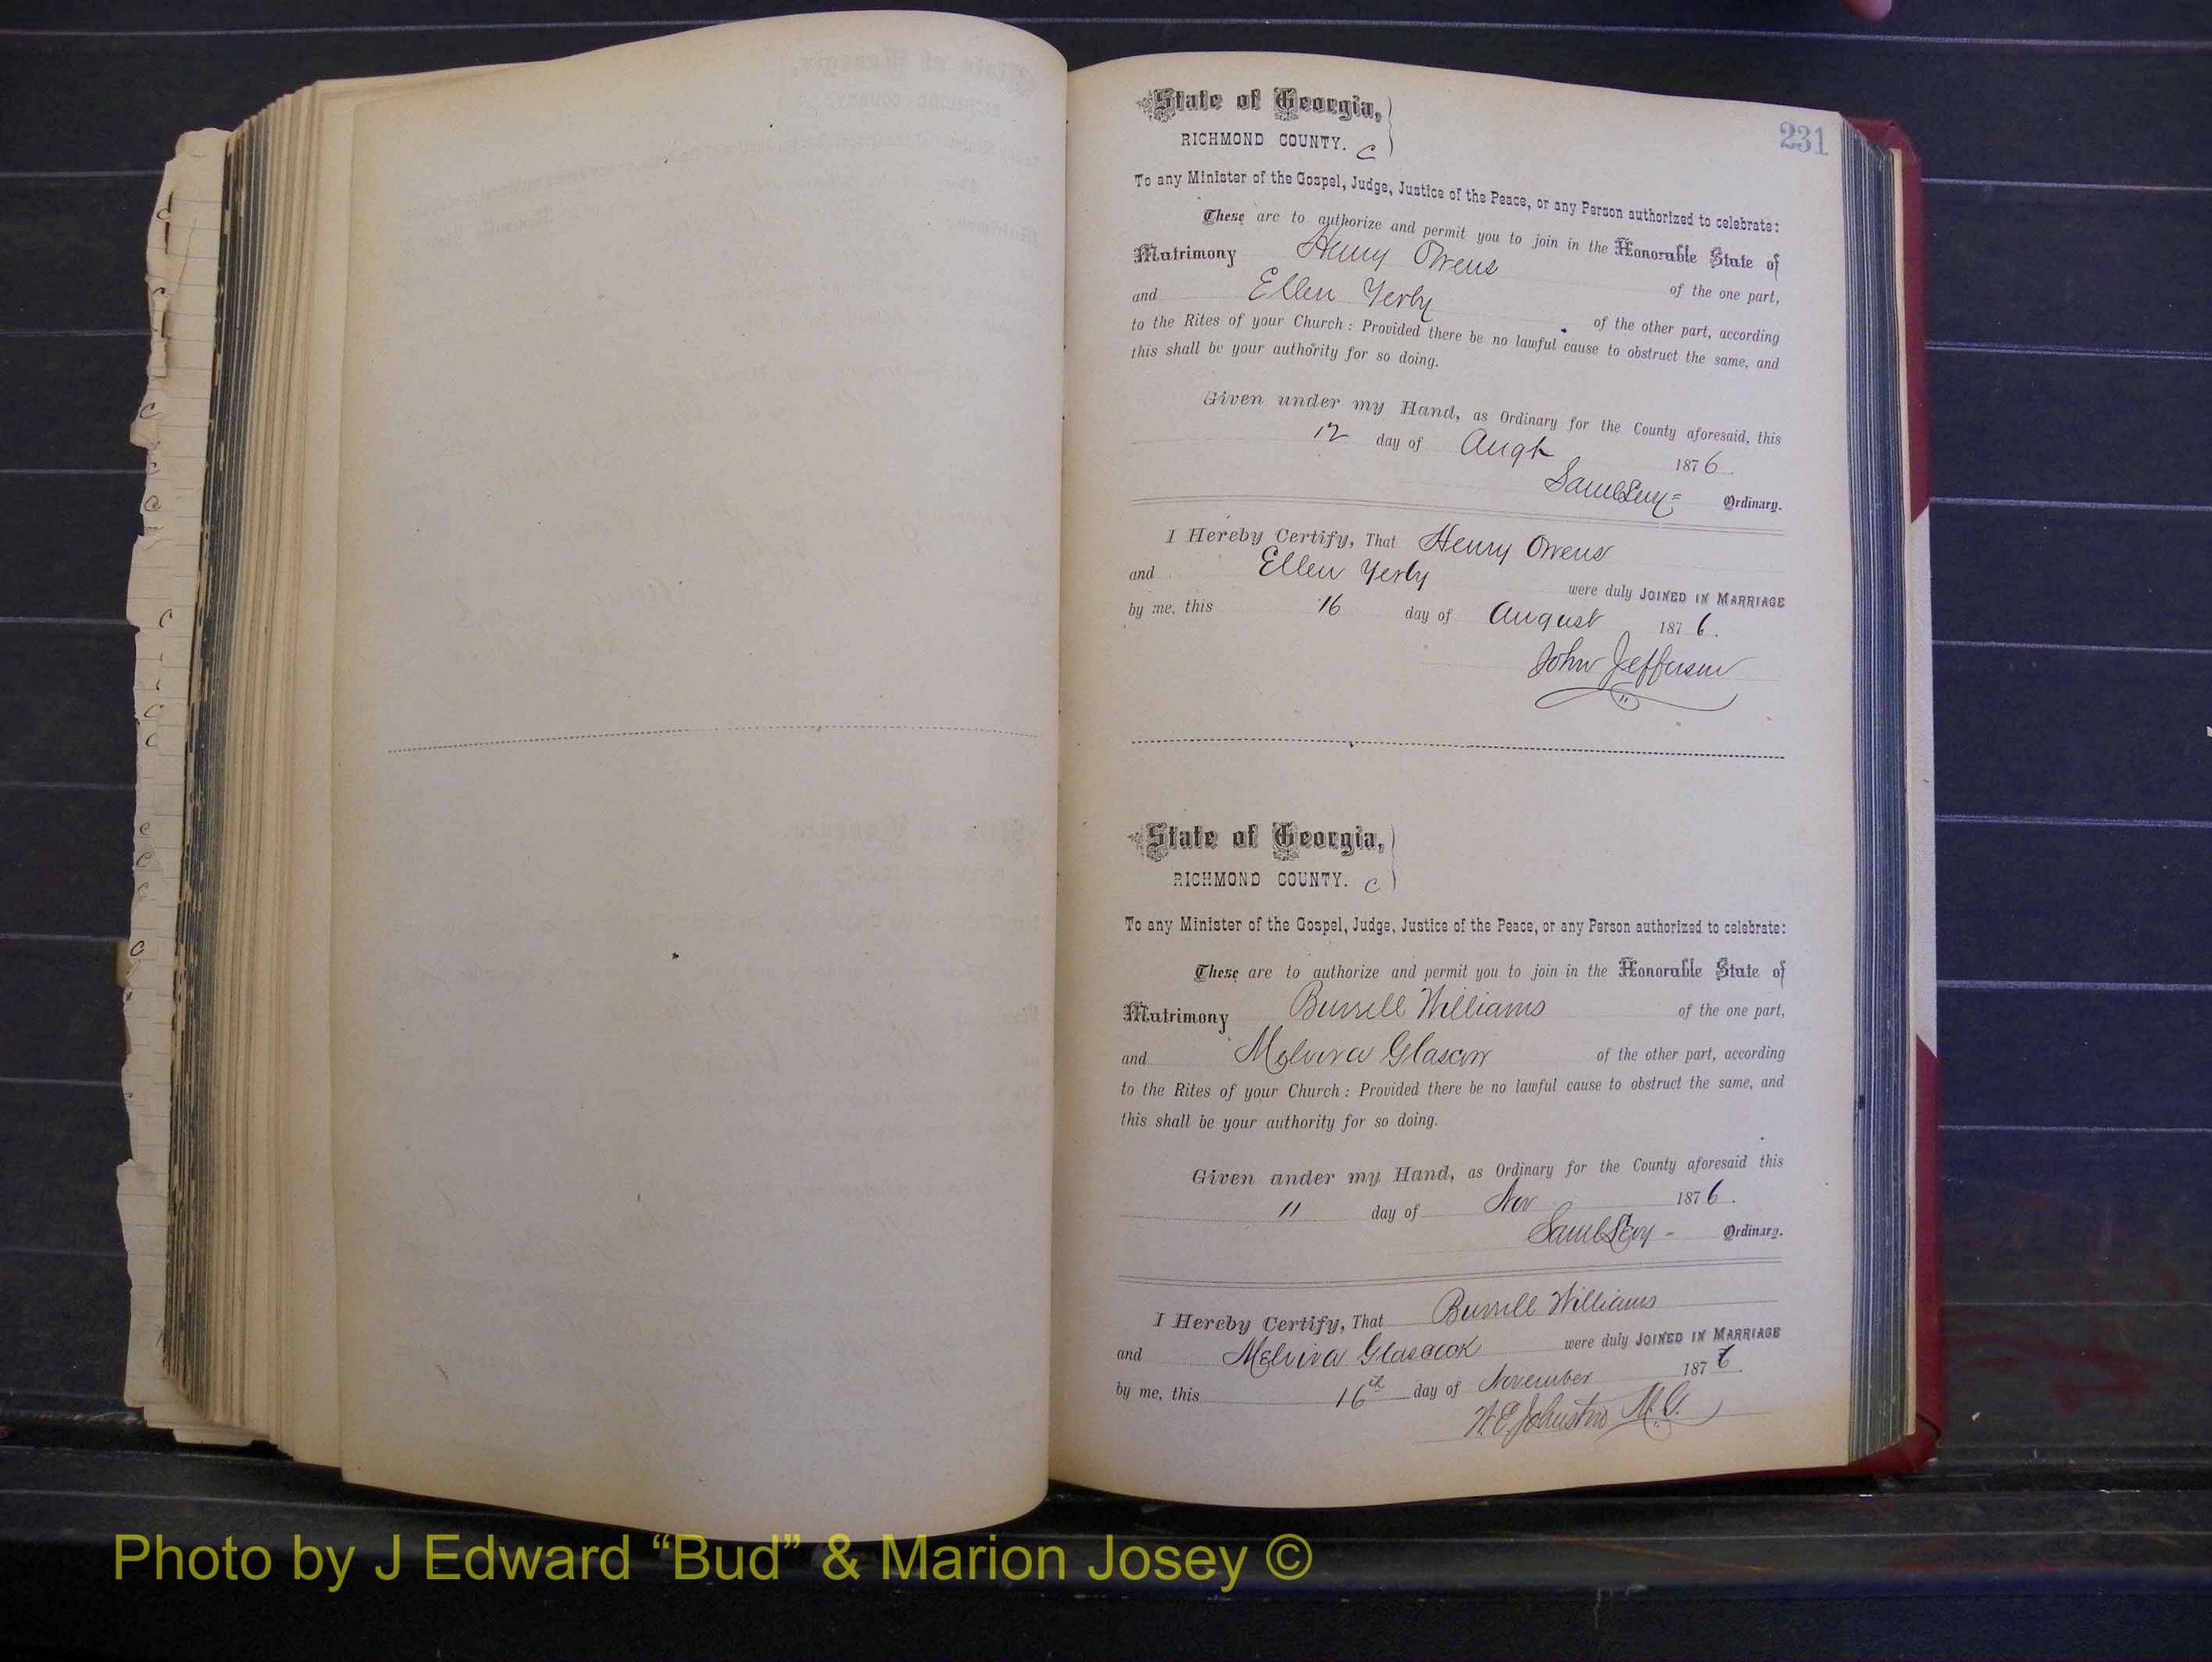 State of Georgia,
RICHMOND COUNTY. C
231
To any Minister of the Gospel, Judge, Justice of the Peace, or any Person authorized to celebrate:
These are to authorize and permit you to join in the Honorable State of
Matrimony Henry Owens of the one part,
and Ellen Yerby of the other part, according
to the Rites of your Church: Provided there be no lawful cause to obstruct the same, and
this shall be your authority for so doing.
Given under my Hand, as Ordinary for the County aforesaid, this
12 day of Augt 1876
Saml Levy = Ordinary.
I Hereby Certify, That Henry Owens
and Ellen Yerby were duly JOINED IN MARRIAGE
by me, this 16 day of August 1876.
John Jefferson
State of Georgia,
RICHMOND COUNTY. C
To any Minister of the Gospel, Judge, Justice of the Peace, or any Person authorized to celebrate:
These are to authorize and permit you to join in the Honorable State of
Matrimony Burrell Williams of the one part,
and Melvira Glascow of the other part, according
to the Rites of your Church: Provided there be no lawful cause to obstruct the same, and
this shall be your authority for so doing.
Given under my Hand, as Ordinary for the County aforesaid this
11 day of Nov 1876.
Saml Levy - Ordinary.
I Hereby Certify, That Burrell Williams
and Melvira Glascock were duly JOINED IN MARRIAGE
by me, this 16th day of November 1876
W. E. Johnston M. G.
Photo by J Edward “Bud” & Marion Josey ©